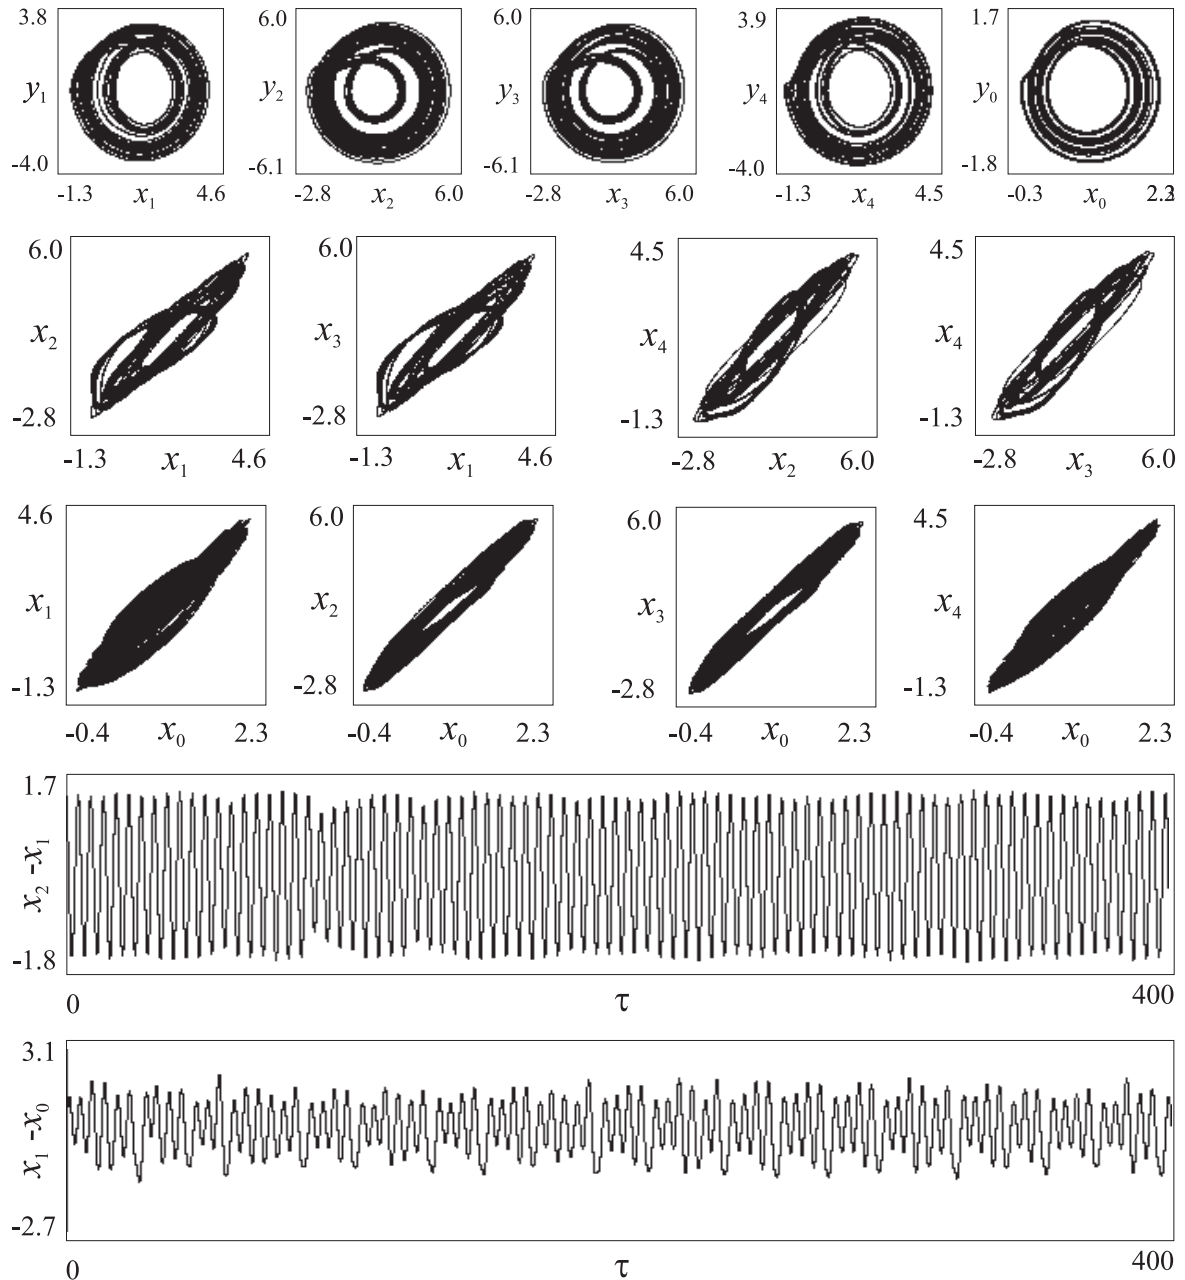 3.8 6.0 6.0 3.9 1.7
y1 y2 y3 y4 y0
-4.0 -6.1 -6.1 -4.0 -1.8
-1.3 x1 4.6 -2.8 x2 6.0 -2.8 x3 6.0 -1.3 x4 4.5 -0.3 x0
6.0 6.0 4.5 4.5
x2 x3 x4 x4
-2.8 -2.8 -1.3 -1.3
-1.3 x1 4.6 -1.3 x1 4.6 -2.8 x2 6.0 -2.8 x3 6.0
4.6 6.0 6.0 4.5
x1 x2 x3 x4
-1.3 -2.8 -2.8 -1.3
-0.4 x0 2.3 -0.4 x0 2.3 -0.4 x0 2.3 -0.4 x0 2.3
1.7
x2 -x1
-1.8
0 τ 400
3.1
x1 -x0
-2.7
0 τ 400